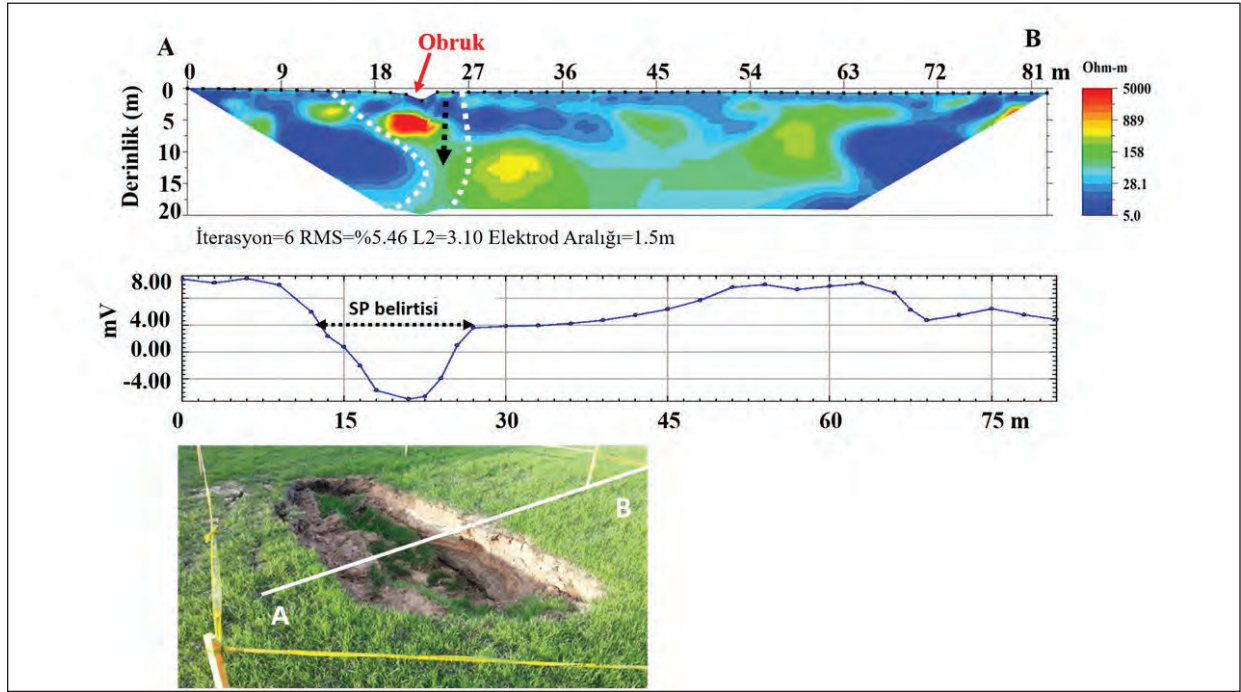 Obruk
A B
0 9 18 27 36 45 54 63 72 81 m
Ohm-m
Derinlik (m)
0
5
10
15
20
5000
889
158
28.1
5.0
İterasyon=6 RMS=%5.46 L2=3.10 Elektrod Aralığı=1.5m
mV
8.00
4.00
0.00
-4.00
SP belirtisi
0 15 30 45 60 75 m
B
A